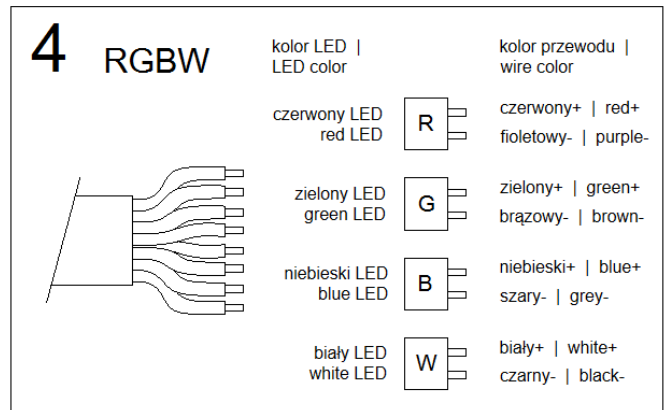 4 RGBW
kolor LED |
LED color
kolor przewodu |
wire color
czerwony LED
red LED
R
czerwony+ | red+
fioletowy- | purple-
zielony LED
green LED
G
zielony+ | green+
brązowy- | brown-
niebieski LED
blue LED
B
niebieski+ | blue+
szary- | grey-
biały LED
white LED
W
biały+ | white+
czarny- | black-